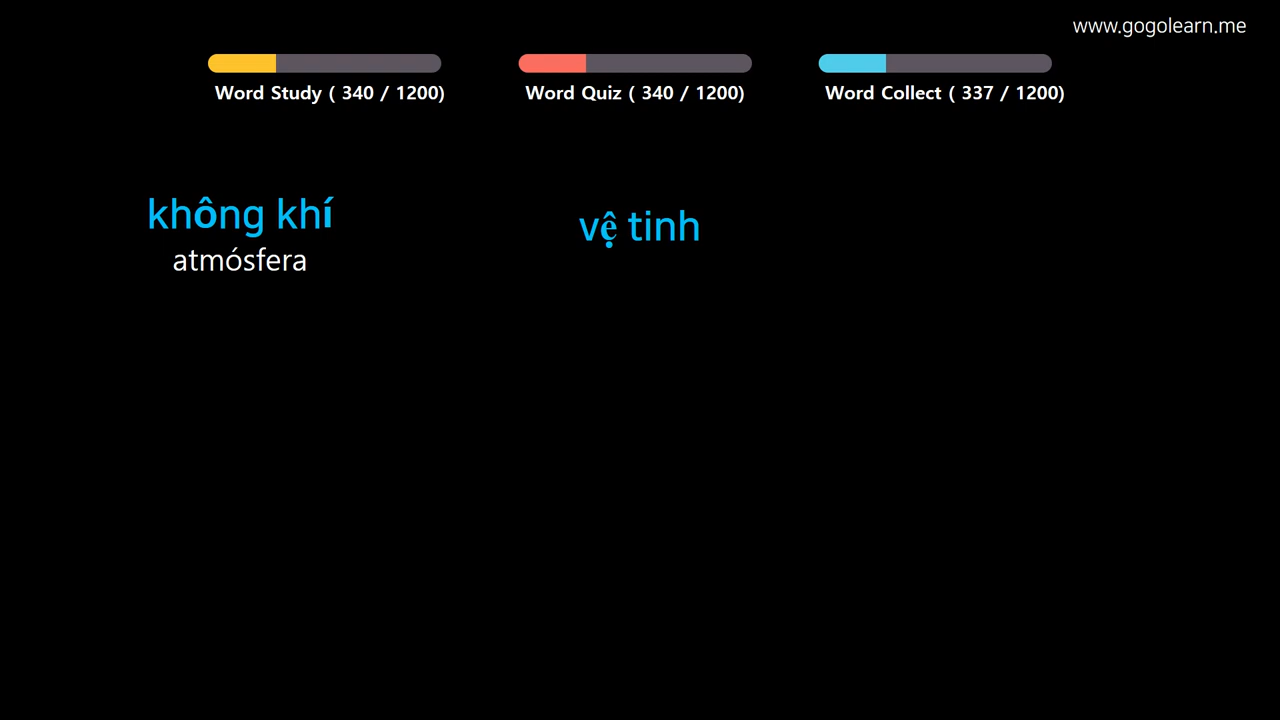 www.gogolearn.me
Word Study ( 340 / 1200)
Word Quiz ( 340 / 1200)
Word Collect ( 337 / 1200)
không khí
atmósfera
vệ tinh